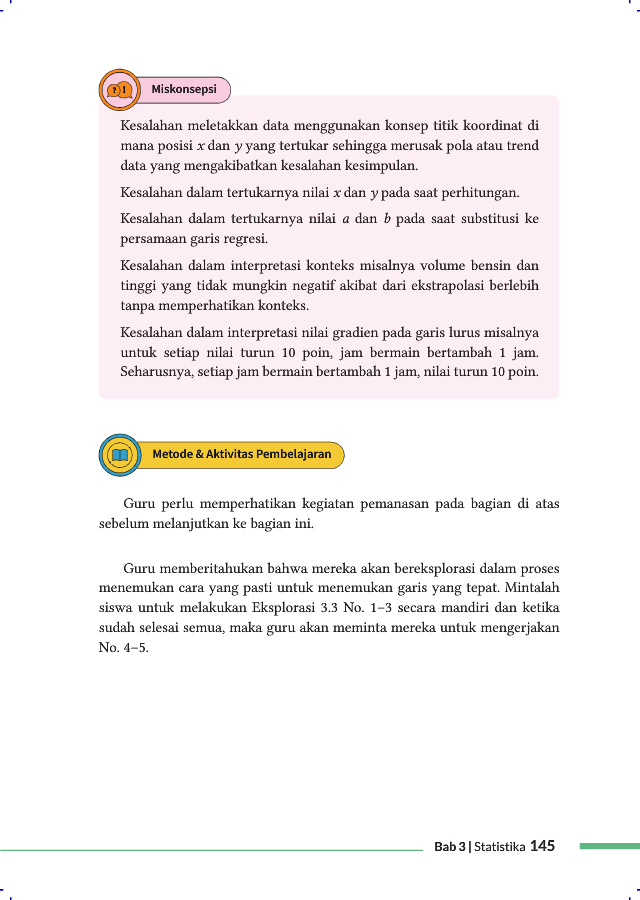 ? !
Miskonsepsi
Kesalahan meletakkan data menggunakan konsep titik koordinat di
mana posisi x dan y yang tertukar sehingga merusak pola atau trend
data yang mengakibatkan kesalahan kesimpulan.
Kesalahan dalam tertukarnya nilai x dan y pada saat perhitungan.
Kesalahan dalam tertukarnya nilai a dan b pada saat substitusi ke
persamaan garis regresi.
Kesalahan dalam interpretasi konteks misalnya volume bensin dan
tinggi yang tidak mungkin negatif akibat dari ekstrapolasi berlebih
tanpa memperhatikan konteks.
Kesalahan dalam interpretasi nilai gradien pada garis lurus misalnya
untuk setiap nilai turun 10 poin, jam bermain bertambah 1 jam.
Seharusnya, setiap jam bermain bertambah 1 jam, nilai turun 10 poin.
Metode & Aktivitas Pembelajaran
Guru perlu memperhatikan kegiatan pemanasan pada bagian di atas
sebelum melanjutkan ke bagian ini.
Guru memberitahukan bahwa mereka akan bereksplorasi dalam proses
menemukan cara yang pasti untuk menemukan garis yang tepat. Mintalah
siswa untuk melakukan Eksplorasi 3.3 No. 1–3 secara mandiri dan ketika
sudah selesai semua, maka guru akan meminta mereka untuk mengerjakan
No. 4–5.
Bab 3 | Statistika 145